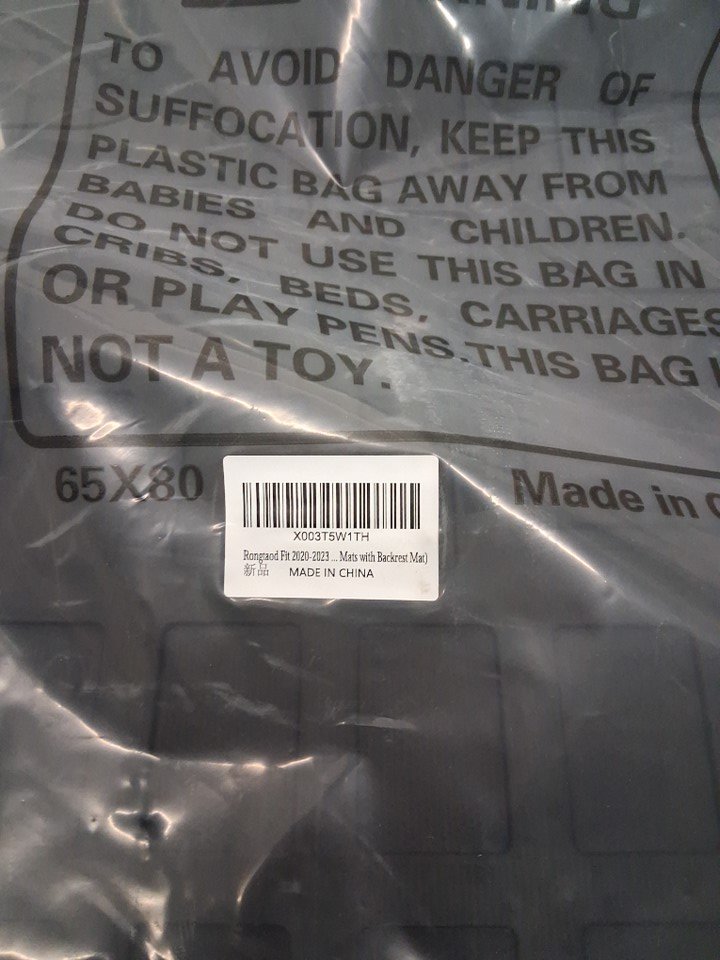 TO AVOID DANGER OF
SUFFOCATION, KEEP THIS
PLASTIC BAG AWAY FROM
BABIES AND CHILDREN.
DO NOT USE THIS BAG IN
CRIBS, BEDS, CARRIAGES
OR PLAY PENS.THIS BAG
NOT A TOY.
65X80
Made in
X003T5W1TH
Rongtaod Fit 2020-2023 ... Mats with Backrest Mat)
新品 MADE IN CHINA